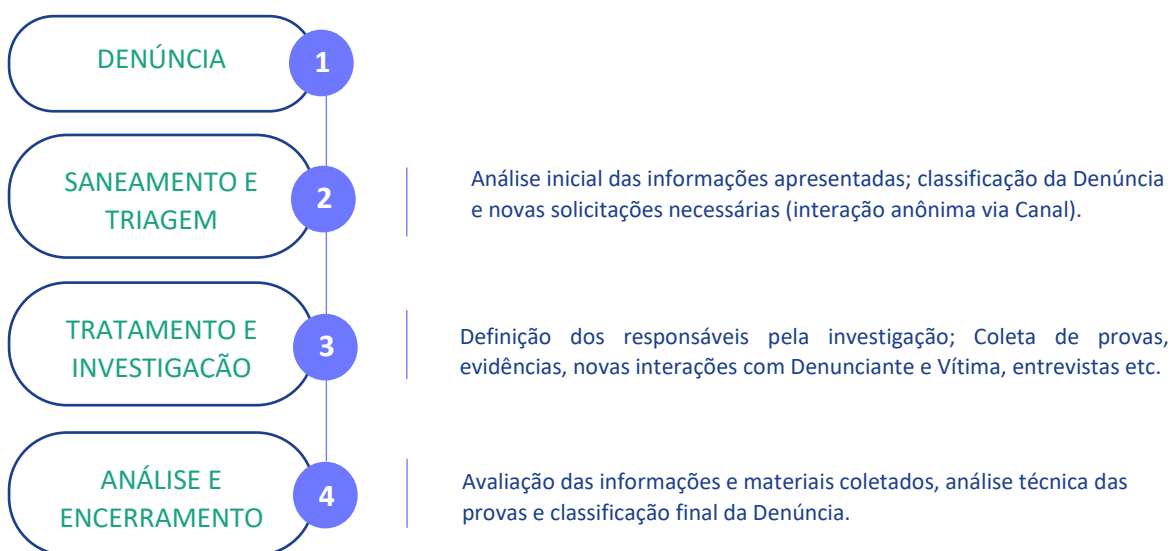 DENÚNCIA
1
SANEAMENTO E
TRIAGEM
2
Análise inicial das informações apresentadas; classificação da Denúncia
e novas solicitações necessárias (interação anônima via Canal).
TRATAMENTO E
INVESTIGAÇÃO
3
Definição dos responsáveis pela investigação; Coleta de provas,
evidências, novas interações com Denunciante e Vítima, entrevistas etc.
ANÁLISE E
ENCERRAMENTO
4
Avaliação das informações e materiais coletados, análise técnica das
provas e classificação final da Denúncia.